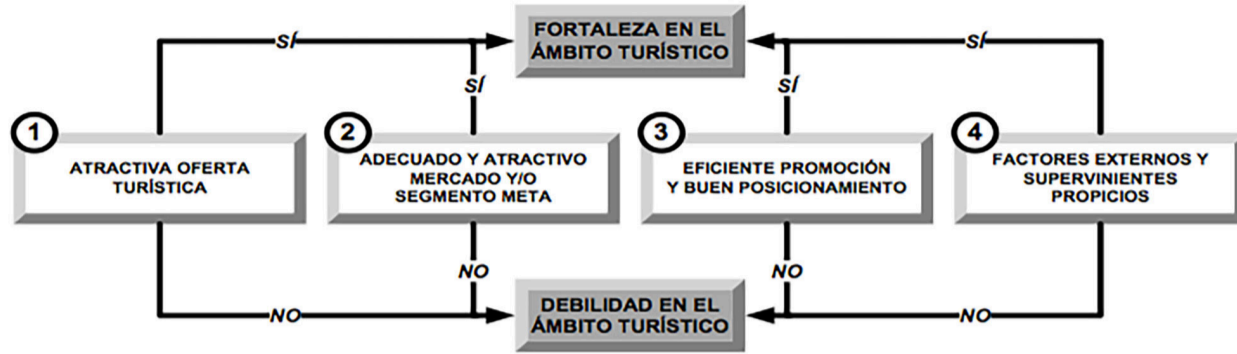 FORTALEZA EN EL
ÁMBITO TURÍSTICO
SÍ
SÍ
SÍ
SÍ
1
ATRACTIVA OFERTA
TURÍSTICA
2
ADECUADO Y ATRACTIVO
MERCADO Y/O
SEGMENTO META
3
EFICIENTE PROMOCIÓN
Y BUEN POSICIONAMIENTO
4
FACTORES EXTERNOS Y
SUPERVINIENTES
PROPICIOS
NO
NO
NO
NO
DEBILIDAD EN EL
ÁMBITO TURÍSTICO